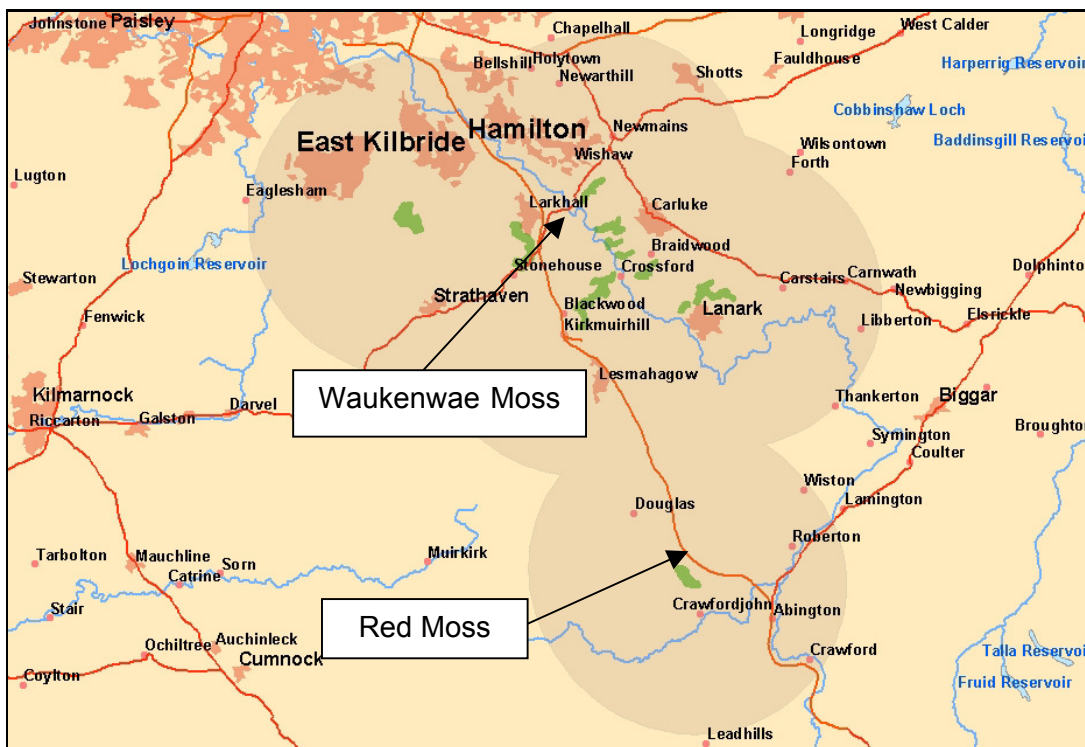 Johnstone Paisley
Chapelhall
Longridge
West Calder
Bellshill
Holytown
Newarthill
Shotts
Fauldhouse
Harperrig Reservoir
Cobbinshaw Loch
Baddinsgill Reservoir
East Kilbride
Hamilton
Newmains
Wishaw
Wilsontown
Forth
Lugton
Eaglesham
Larkhall
Carluke
Braidwood
Lochgoin Reservoir
Stewarton
Stonehouse
Crossford
Carstairs
Carnwath
Newbigging
Dolphinton
Strathaven
Blackwood
Kirkmuirhill
Lanark
Libberton
Elsrickle
Fenwick
Lesmahagow
Waukenwae Moss
Kilmarnock
Riccarton
Galston
Darvel
Thankerton
Biggar
Symington
Coulter
Broughton
Wiston
Lamington
Douglas
Roberton
Tarbolton
Mauchline
Sorn
Catrine
Muirkirk
Stair
Red Moss
Crawfordjohn
Abington
Ochiltree
Auchinleck
Cumnock
Coylton
Crawford
Talla Reservoir
Fruid Reservoir
Leadhills